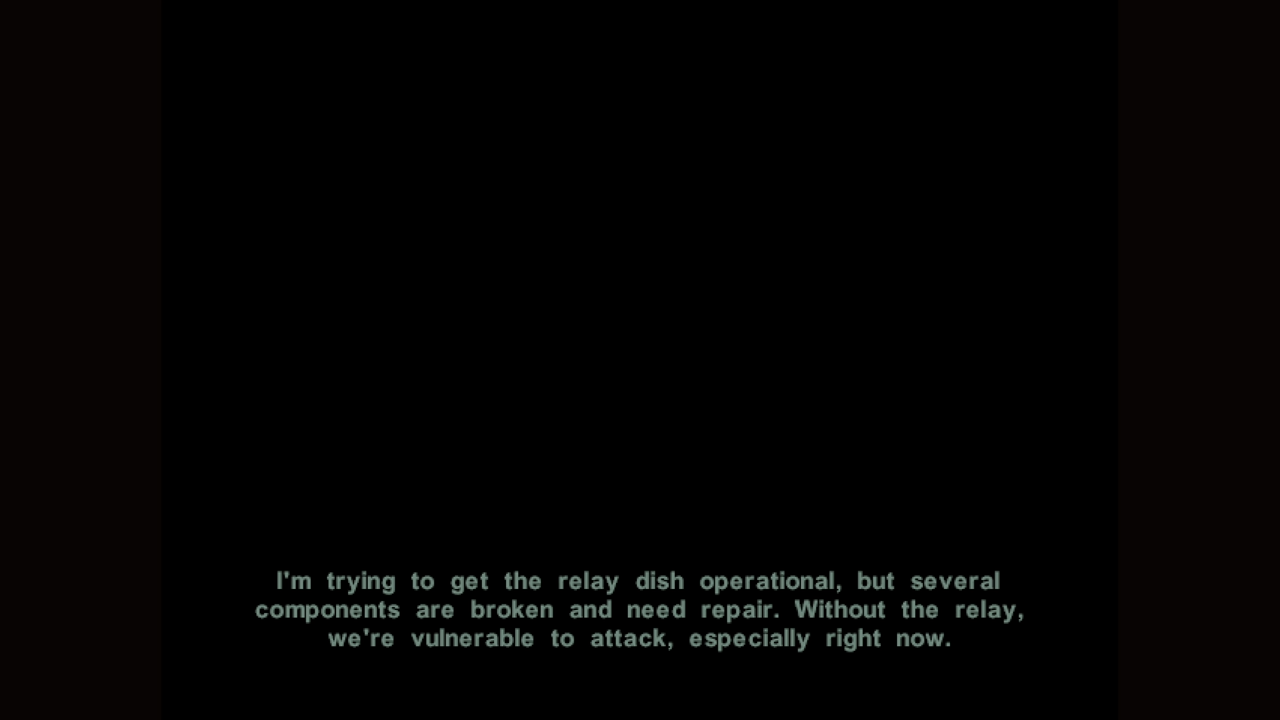 I'm trying to get the relay dish operational, but several
components are broken and need repair. Without the relay,
we're vulnerable to attack, especially right now.